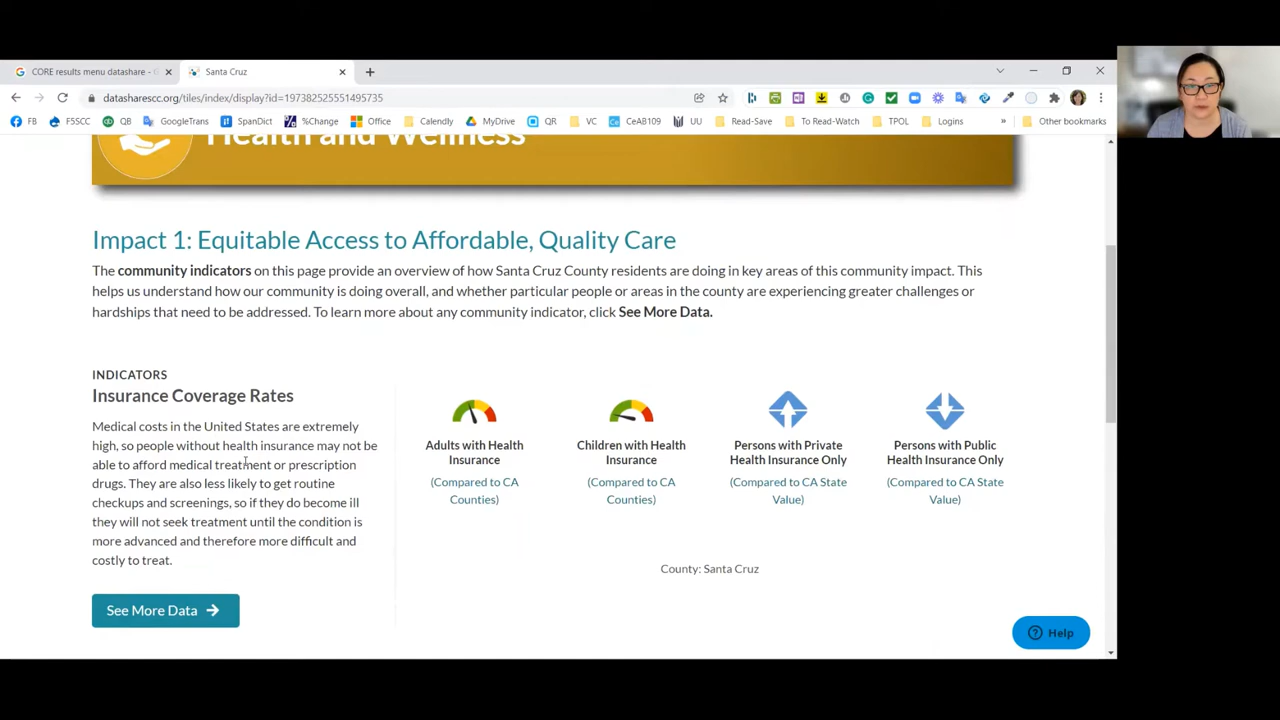 CORE results menu datashare -
Santa Cruz
datasharescc.org/tiles/index/display?id=197382525551495735
FB
F5SCC
QB
GoogleTrans
SpanDict
%Change
Office
Calendly
MyDrive
QR
VC
CeAB109
UU
Read-Save
To Read-Watch
TPOL
Logins
»
Other bookmarks
Health and Wellness
Impact 1: Equitable Access to Affordable, Quality Care
The community indicators on this page provide an overview of how Santa Cruz County residents are doing in key areas of this community impact. This
helps us understand how our community is doing overall, and whether particular people or areas in the county are experiencing greater challenges or
hardships that need to be addressed. To learn more about any community indicator, click See More Data.
INDICATORS
Insurance Coverage Rates
Medical costs in the United States are extremely
high, so people without health insurance may not be
able to afford medical treatment or prescription
drugs. They are also less likely to get routine
checkups and screenings, so if they do become ill
they will not seek treatment until the condition is
more advanced and therefore more difficult and
costly to treat.
See More Data
Adults with Health
Insurance
(Compared to CA
Counties)
Children with Health
Insurance
(Compared to CA
Counties)
Persons with Private
Health Insurance Only
(Compared to CA State
Value)
Persons with Public
Health Insurance Only
(Compared to CA State
Value)
County: Santa Cruz
Help